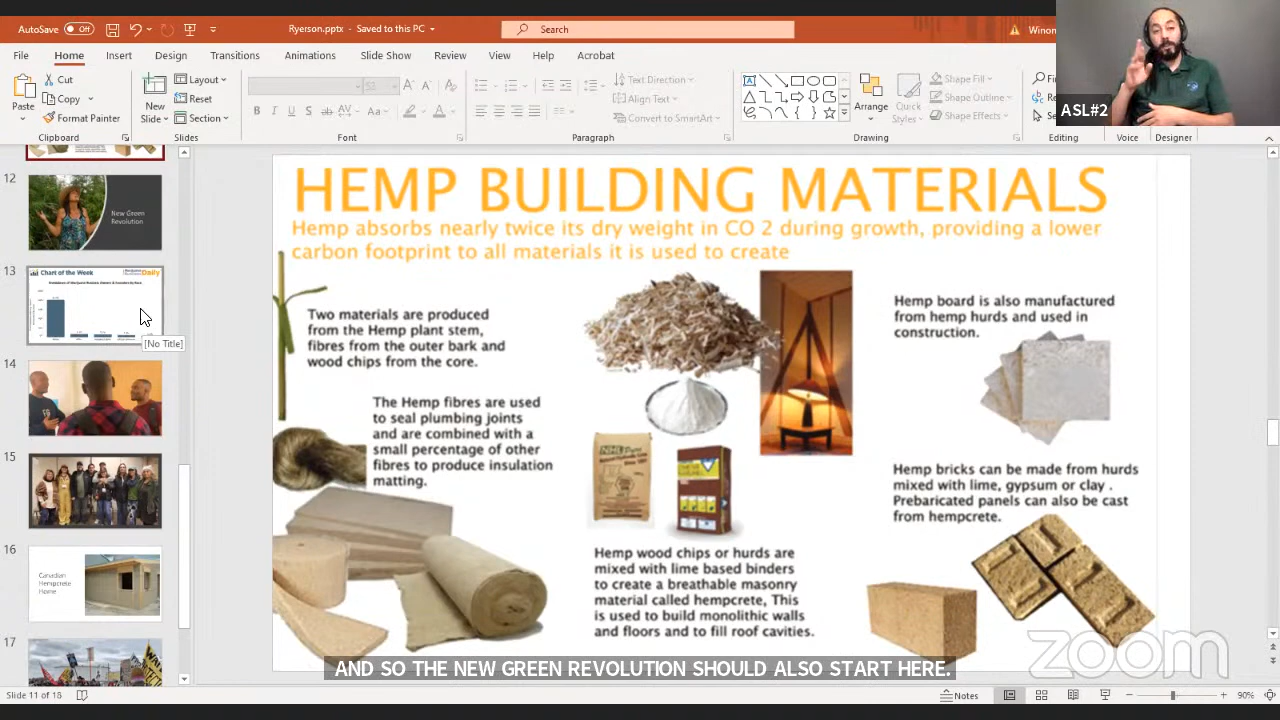 AutoSave Off
Ryerson.pptx - Saved to this PC
Search
File Home Insert Design Transitions Animations Slide Show Review View Help Acrobat
Paste
Cut
Copy
Format Painter
Clipboard
New
Slide
Layout
Reset
Section
Slides
52
Font
Text Direction
Align Text
Convert to SmartArt
Paragraph
Arrange
Quick
Styles
Shape Fill
Shape Outline
Shape Effects
Drawing
Editing
Voice
Designer
ASL#2
12
New Green
Revolution
13
Chart of the Week
Daily
[No Title]
14
15
16
Canadian
Hempcrete
Home
17
HEMP BUILDING MATERIALS
Hemp absorbs nearly twice its dry weight in CO 2 during growth, providing a lower
carbon footprint to all materials it is used to create
Two materials are produced
from the Hemp plant stem,
fibres from the outer bark and
wood chips from the core.
The Hemp fibres are used
to seal plumbing joints
and are combined with a
small percentage of other
fibres to produce insulation
matting.
Hemp wood chips or hurds are
mixed with lime based binders
to create a breathable masonry
material called hempcrete, This
is used to build monolithic walls
and floors and to fill roof cavities.
Hemp board is also manufactured
from hemp hurds and used in
construction.
Hemp bricks can be made from hurds
mixed with lime, gypsum or clay .
Prebaricated panels can also be cast
from hempcrete.
zoom
AND SO THE NEW GREEN REVOLUTION SHOULD ALSO START HERE.
Slide 11 of 18
Notes
90%